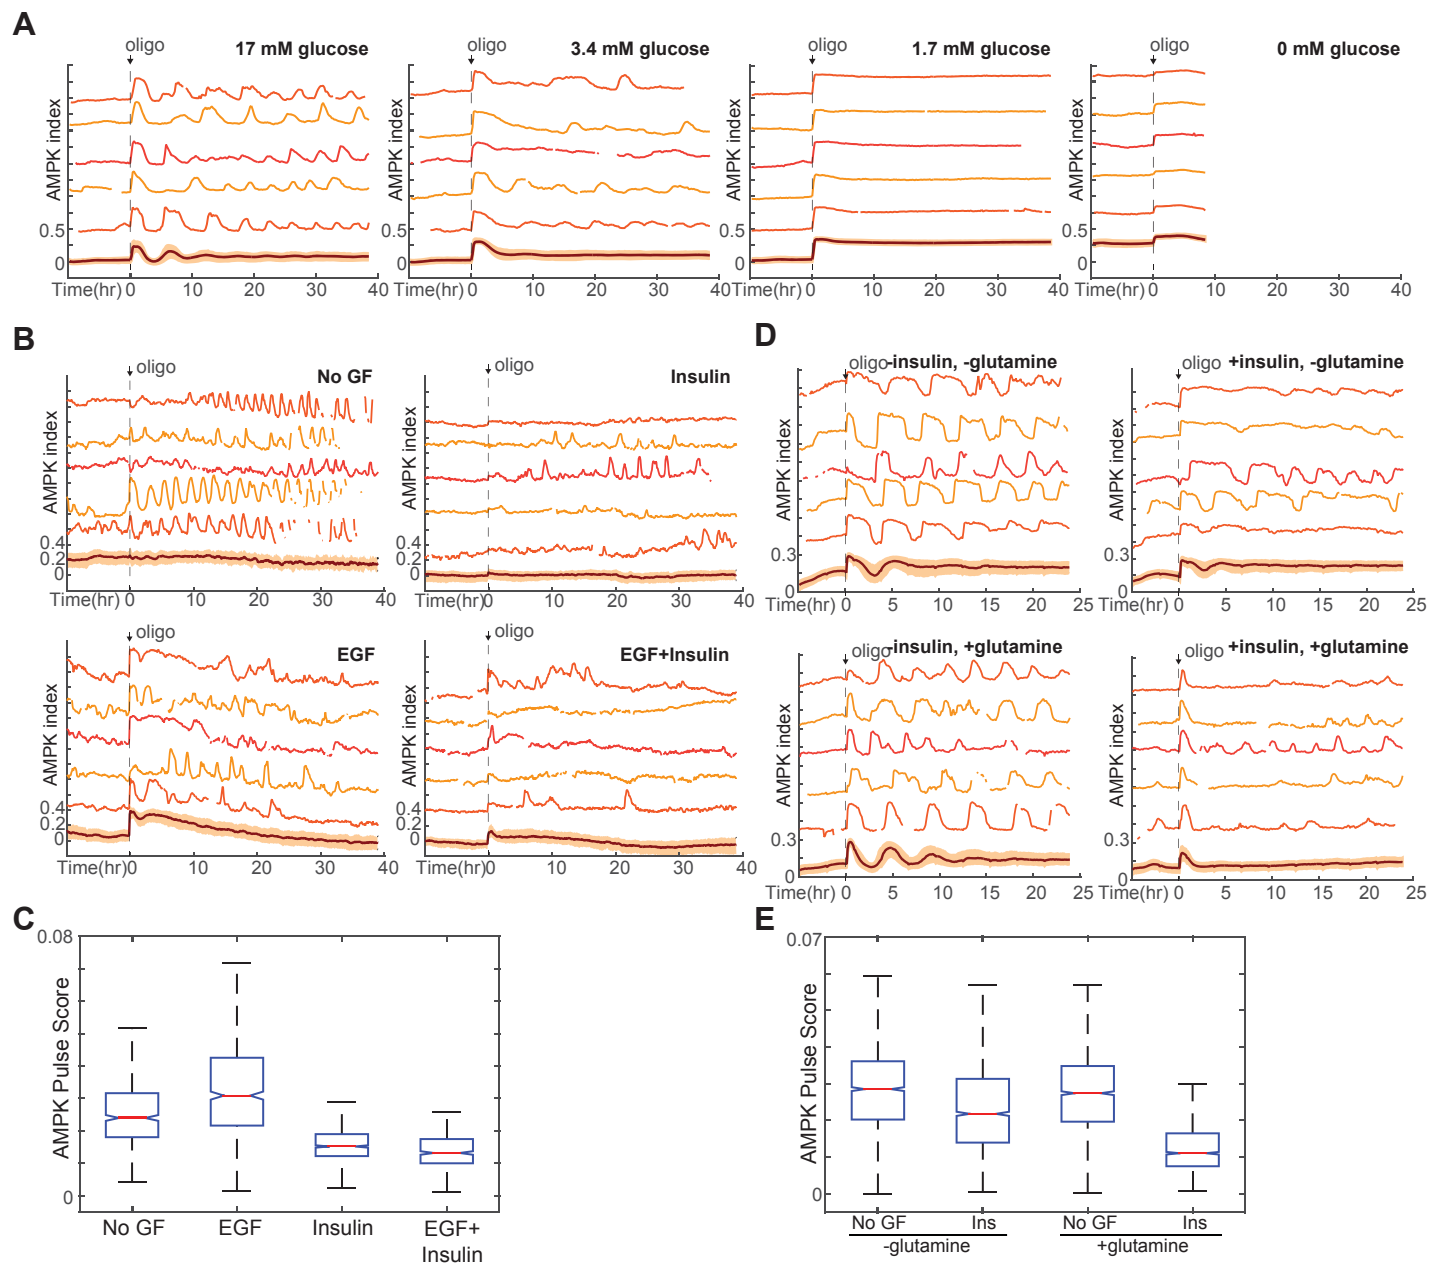 A
oligo
17 mM glucose
AMPK index
0.5
0
Time(hr) 0 10 20 30 40
oligo
3.4 mM glucose
AMPK index
Time(hr) 0 10 20 30 40
oligo
1.7 mM glucose
AMPK index
Time(hr) 0 10 20 30 40
oligo
0 mM glucose
AMPK index
0.5
0
Time(hr) 0 10 20 30 40
B
oligo
No GF
AMPK index
0.4
0.2
0
Time(hr) 0 10 20 30 40
oligo
Insulin
AMPK index
0.4
0.2
0
Time(hr) 0 10 20 30 40
oligo
EGF
AMPK index
0.4
0.2
0
Time(hr) 0 10 20 30 40
oligo
EGF+Insulin
AMPK index
0.4
0.2
0
Time(hr) 0 10 20 30 40
D
oligo
-insulin, -glutamine
AMPK index
0.3
0
Time(hr) 0 5 10 15 20 25
oligo
+insulin, -glutamine
AMPK index
0.3
0
Time(hr) 0 5 10 15 20 25
oligo
-insulin, +glutamine
AMPK index
0.3
0
Time(hr) 0 5 10 15 20 25
oligo
+insulin, +glutamine
AMPK index
0.3
0
Time(hr) 0 5 10 15 20 25
C
0.08
AMPK Pulse Score
0
No GF EGF Insulin EGF+
Insulin
E
0.07
AMPK Pulse Score
0
No GF Ins No GF Ins
-glutamine +glutamine